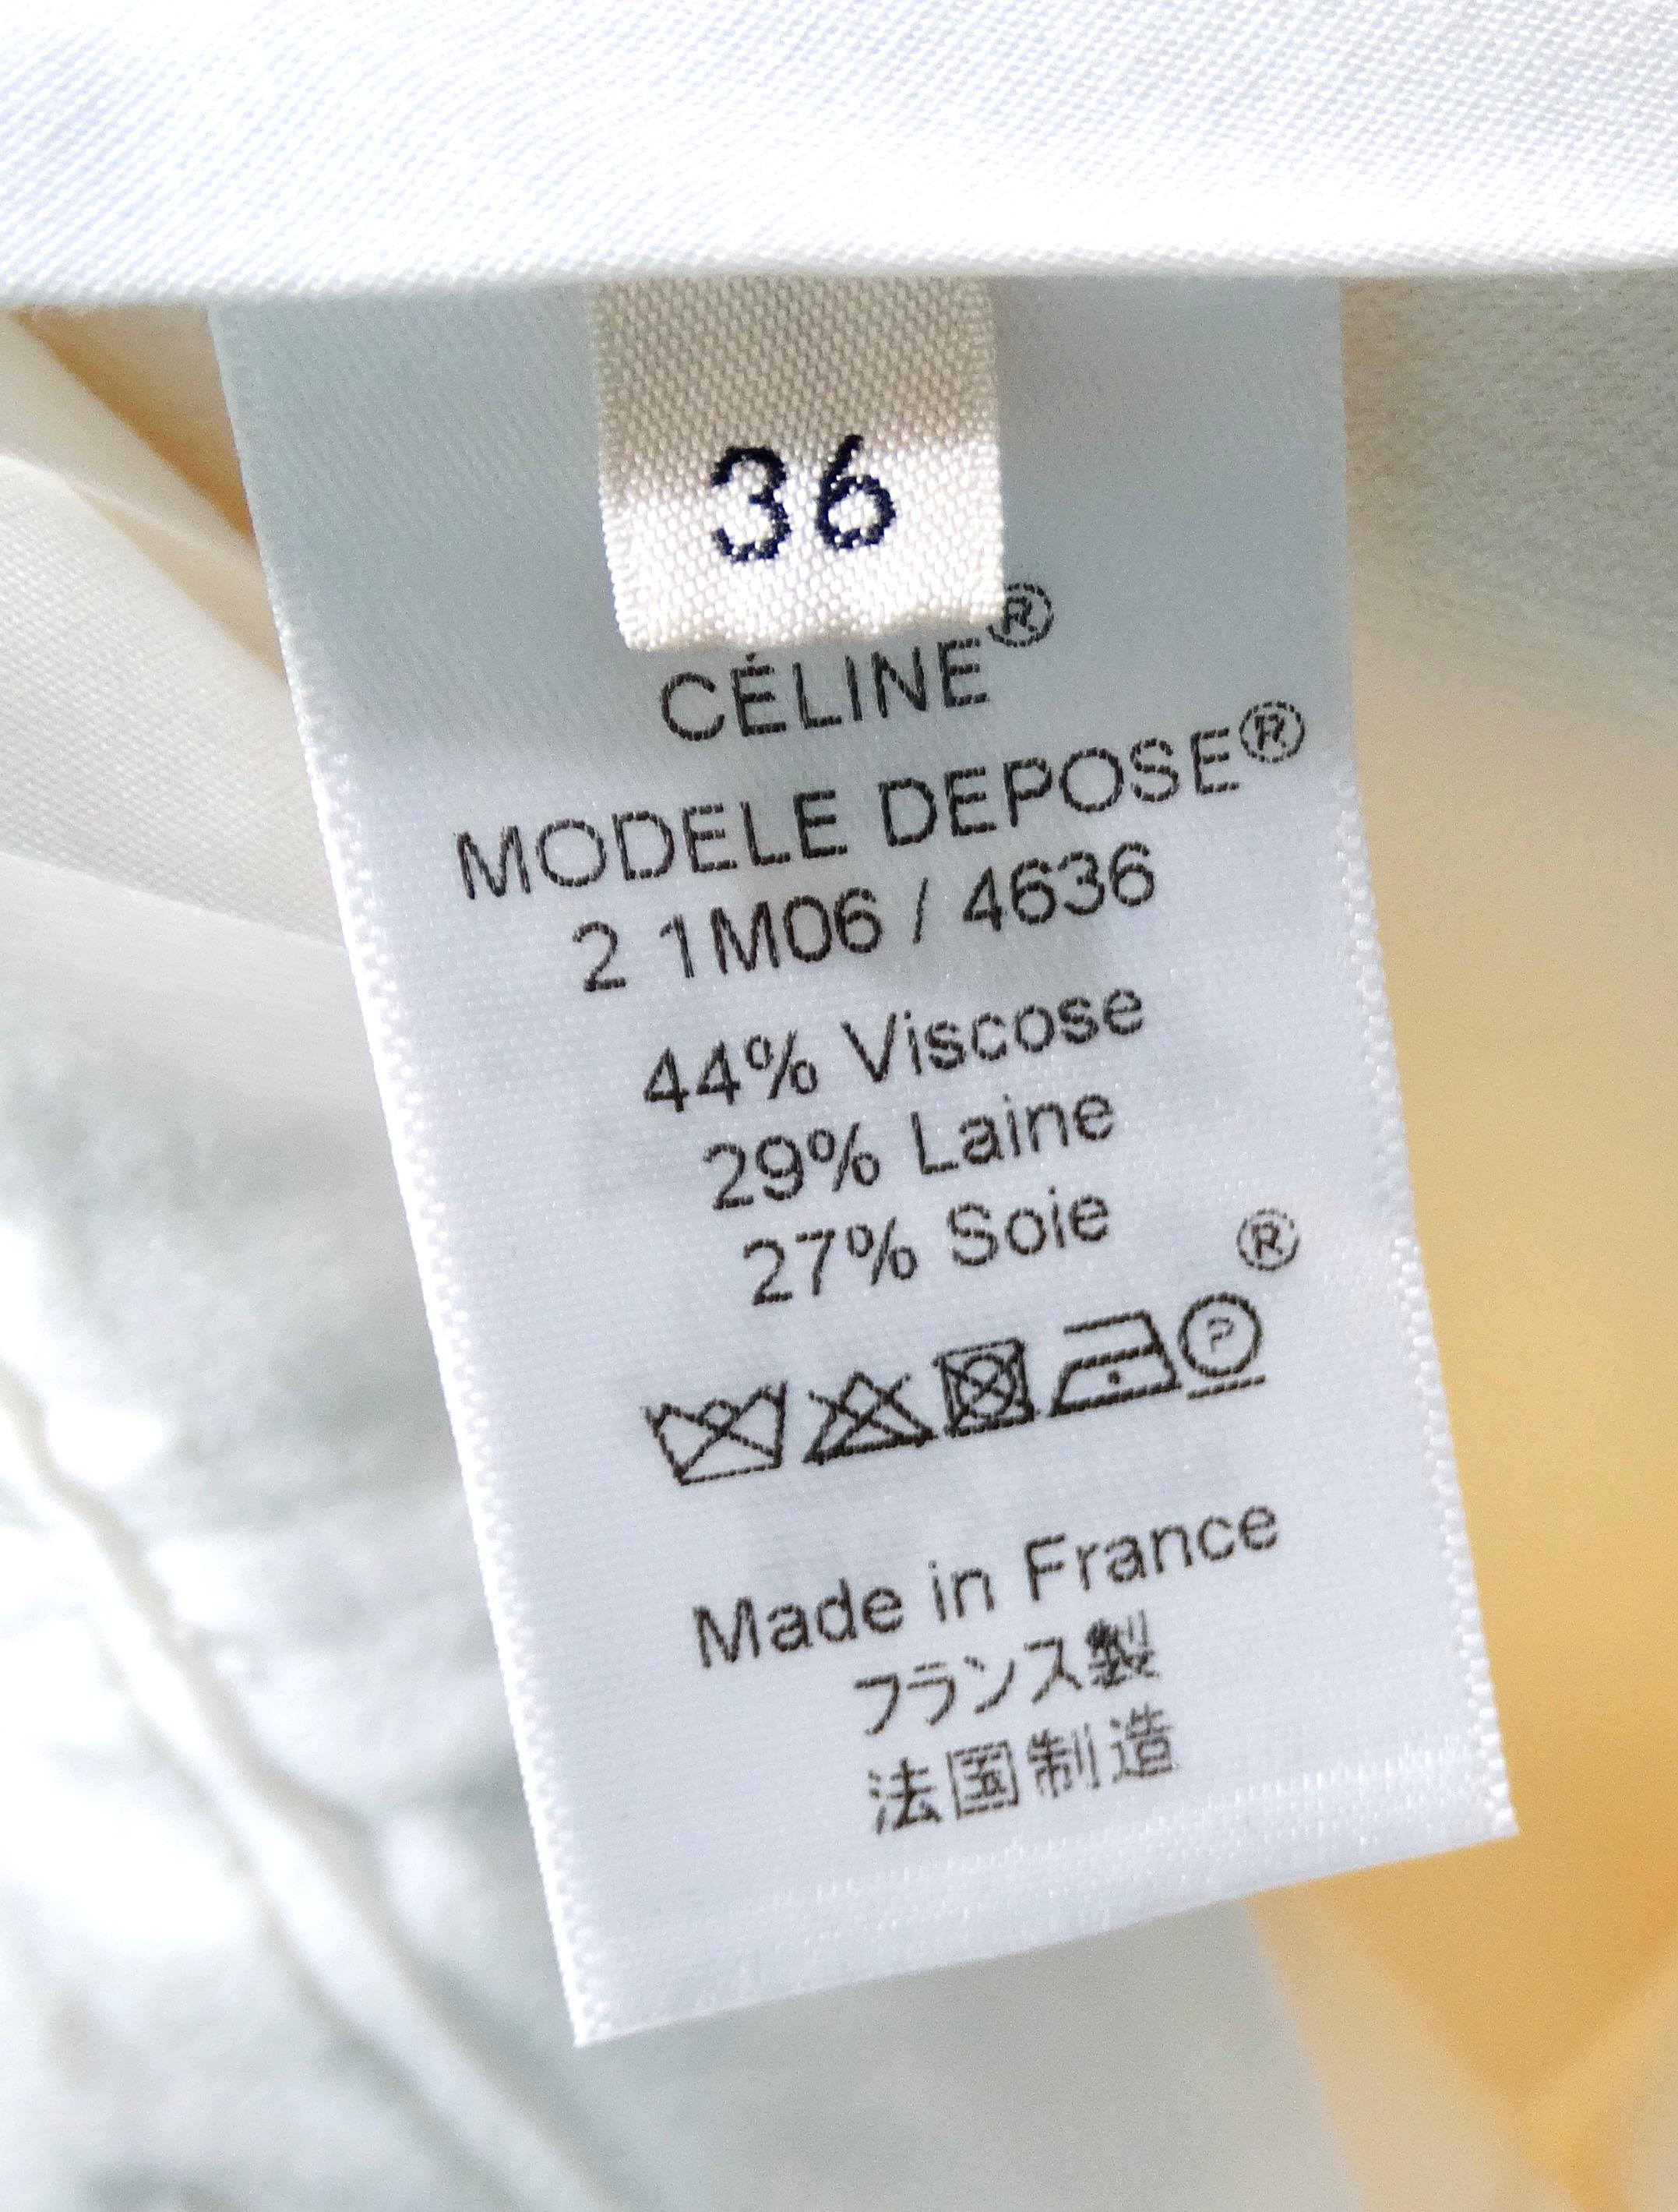 36
CÉLINE®
MODELE DEPOSE®
2 1M06 / 4636
44% Viscose
29% Laine
27% Soie
®
P
Made in France
フランス製
法国制造